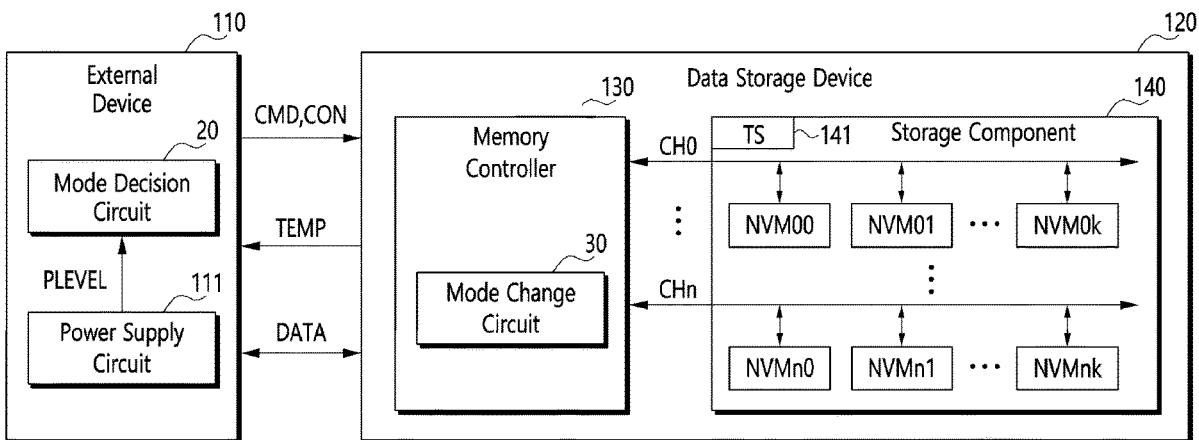 110
120
External
Device
Data Storage Device
130
140
CMD,CON
20
Memory
Controller
TS
141
Storage Component
CH0
Mode Decision
Circuit
TEMP
NVM00
NVM01
NVM0k
PLEVEL
111
30
CHn
Mode Change
Circuit
Power Supply
Circuit
DATA
NVMn0
NVMn1
NVMnk